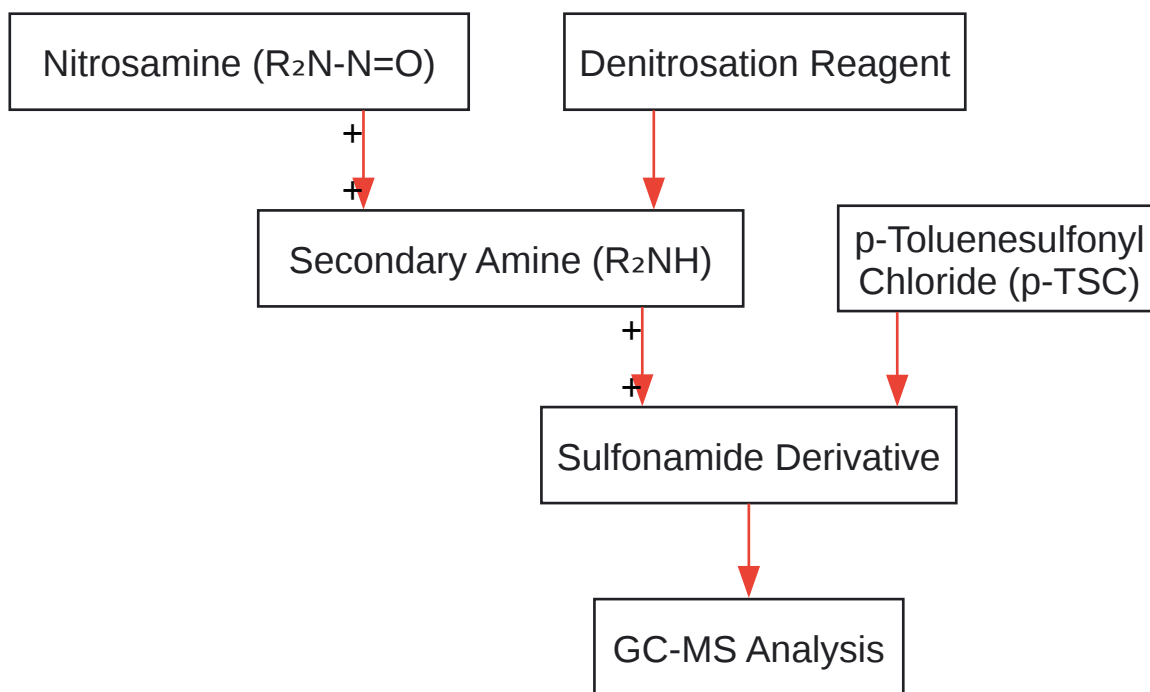 Nitrosamine (R₂N-N=O)
Denitrosation Reagent
+
+
Secondary Amine (R₂NH)
p-Toluenesulfonyl
Chloride (p-TSC)
+
+
Sulfonamide Derivative
GC-MS Analysis